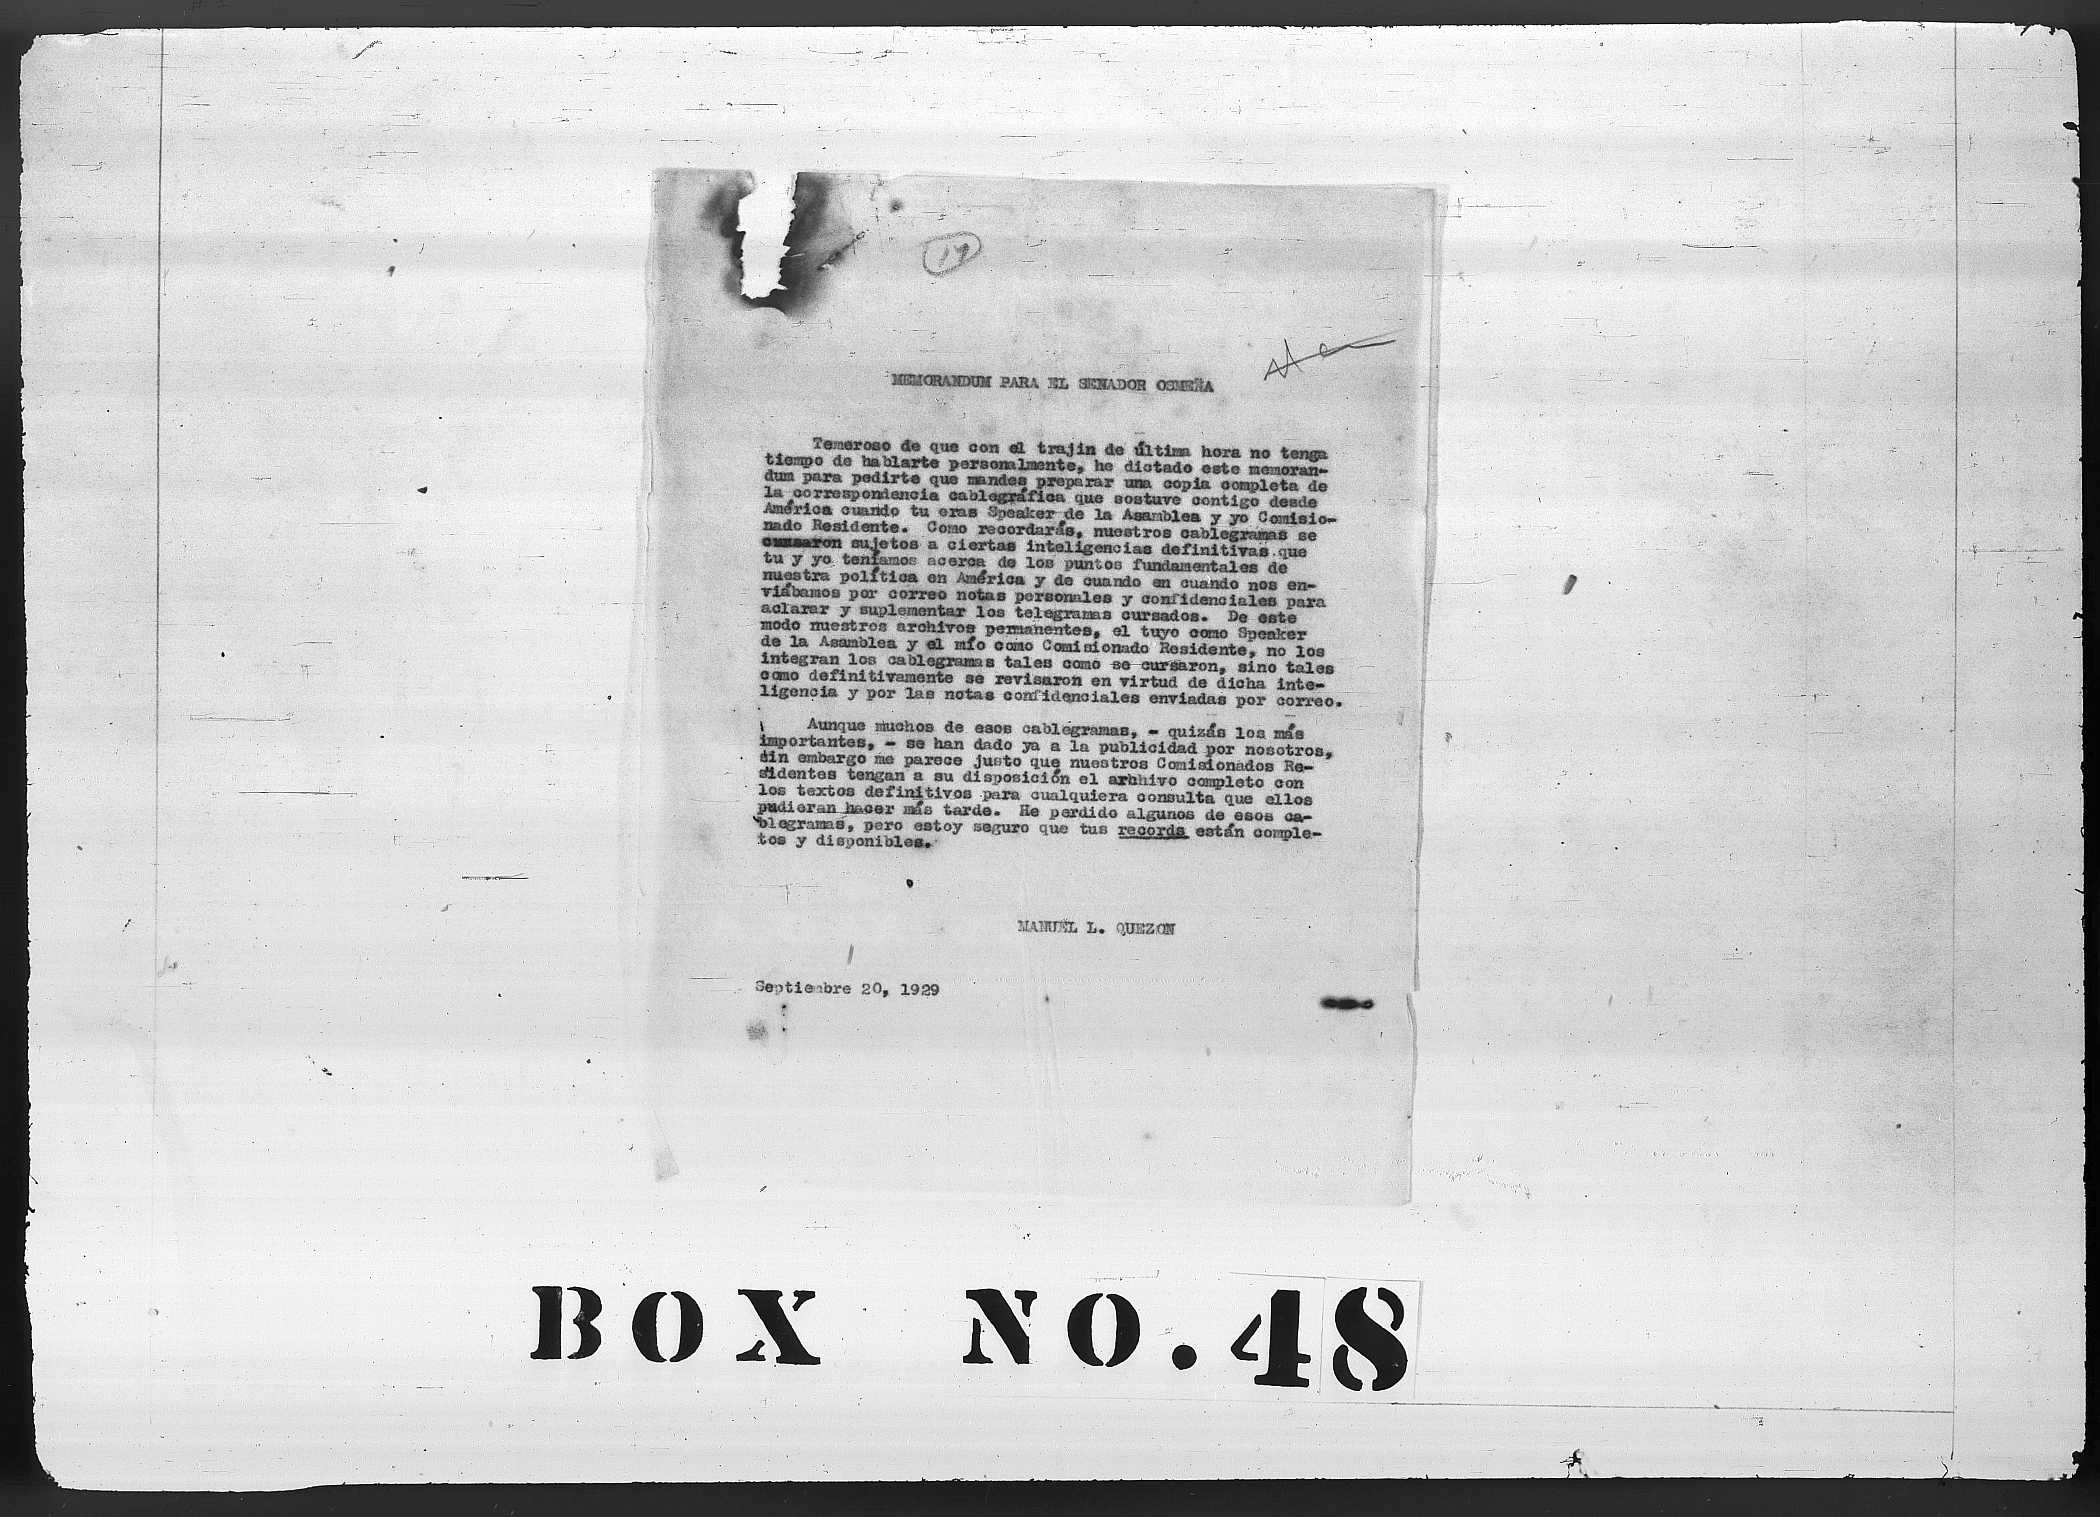 17
MEMORANDUM PARA EL SENADOR OSMEÑA
Temeroso de que con el trajin de última hora no tenga
tiempo de hablarte personalmente, he dictado este memoran-
dum para pedirte que mandes preparar una copia completa de
la correspondencia cablegráfica que sostuve contigo desde
América cuando tu eras Speaker de la Asamblea y yo Comisio-
nado Residente. Como recordarás, nuestros cablegramas se
cursaron sujetos a ciertas inteligencias definitivas que
tu y yo teníamos acerca de los puntos fundamentales de
nuestra política en América y de cuando en cuando nos en-
viábamos por correo notas personales y confidenciales para
aclarar y suplementar los telegramas cursados. De este
modo nuestros archivos permanentes, el tuyo como Speaker
de la Asamblea y el mío como Comisionado Residente, no los
integran los cablegramas tales como se cursaron, sino tales
como definitivamente se revisaron en virtud de dicha inte-
ligencia y por las notas confidenciales enviadas por correo.
Aunque muchos de esos cablegramas, - quizás los más
importantes, - se han dado ya a la publicidad por nosotros,
sin embargo me parece justo que nuestros Comisionados Re-
sidentes tengan a su disposición el archivo completo con
los textos definitivos para cualquiera consulta que ellos
pudieran hacer más tarde. He perdido algunos de esos ca-
blegramas, pero estoy seguro que tus records están comple-
tos y disponibles.
MANUEL L. QUEZON
Septiembre 20, 1929
BOX NO. 48